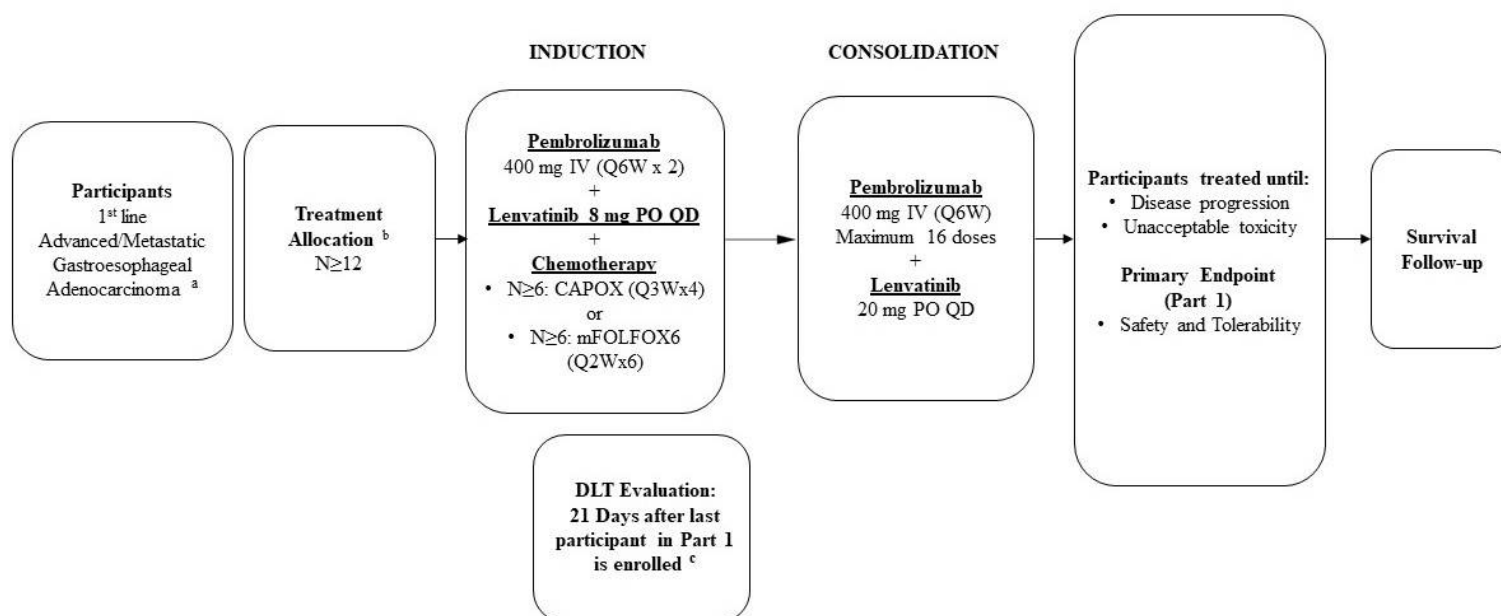 Participants
1st line
Advanced/Metastatic
Gastroesophageal
Adenocarcinoma a
Treatment
Allocation b
N≥12
INDUCTION
Pembrolizumab
400 mg IV (Q6W x 2)
+
Lenvatinib 8 mg PO QD
+
Chemotherapy
• N≥6: CAPOX (Q3Wx4)
or
• N≥6: mFOLFOX6
(Q2Wx6)
DLT Evaluation:
21 Days after last
participant in Part 1
is enrolled c
CONSOLIDATION
Pembrolizumab
400 mg IV (Q6W)
Maximum 16 doses
+
Lenvatinib
20 mg PO QD
Participants treated until:
• Disease progression
• Unacceptable toxicity
Primary Endpoint
(Part 1)
• Safety and Tolerability
Survival
Follow-up